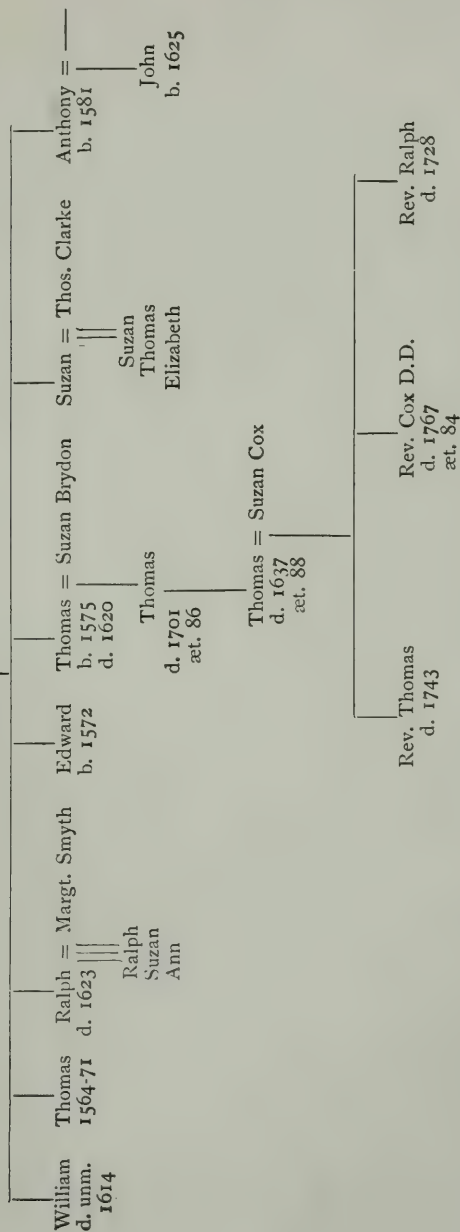 William
d. unm.
1614
Thomas
1564-71
Ralph = Margt. Smyth
d. 1623
Ralph
Suzan
Ann
Edward
b. 1572
Thomas = Suzan Brydon
b. 1575
d. 1620
Suzan = Thos. Clarke
Suzan
Thomas
Elizabeth
Anthony =
b. 1581
John
b. 1625
Thomas
d. 1701
æt. 86
Thomas = Suzan Cox
d. 1637
æt. 88
Rev. Thomas
d. 1743
Rev. Cox D.D.
d. 1767
æt. 84
Rev. Ralph
d. 1728